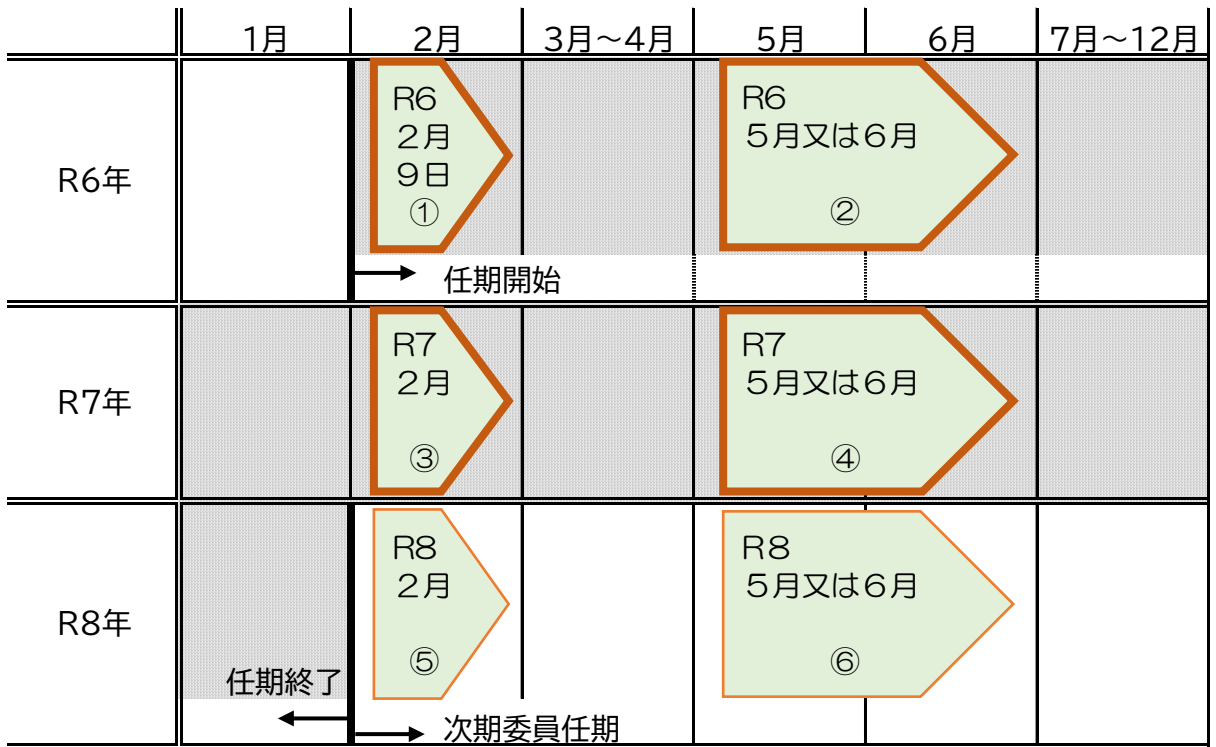 1月 2月 3月～4月 5月 6月 7月～12月
R6年
R6
２月
９日
①
R6
５月又は６月
②
任期開始
R7年
R7
２月
③
R7
５月又は６月
④
R8年
R8
２月
⑤
R8
５月又は６月
⑥
任期終了
次期委員任期